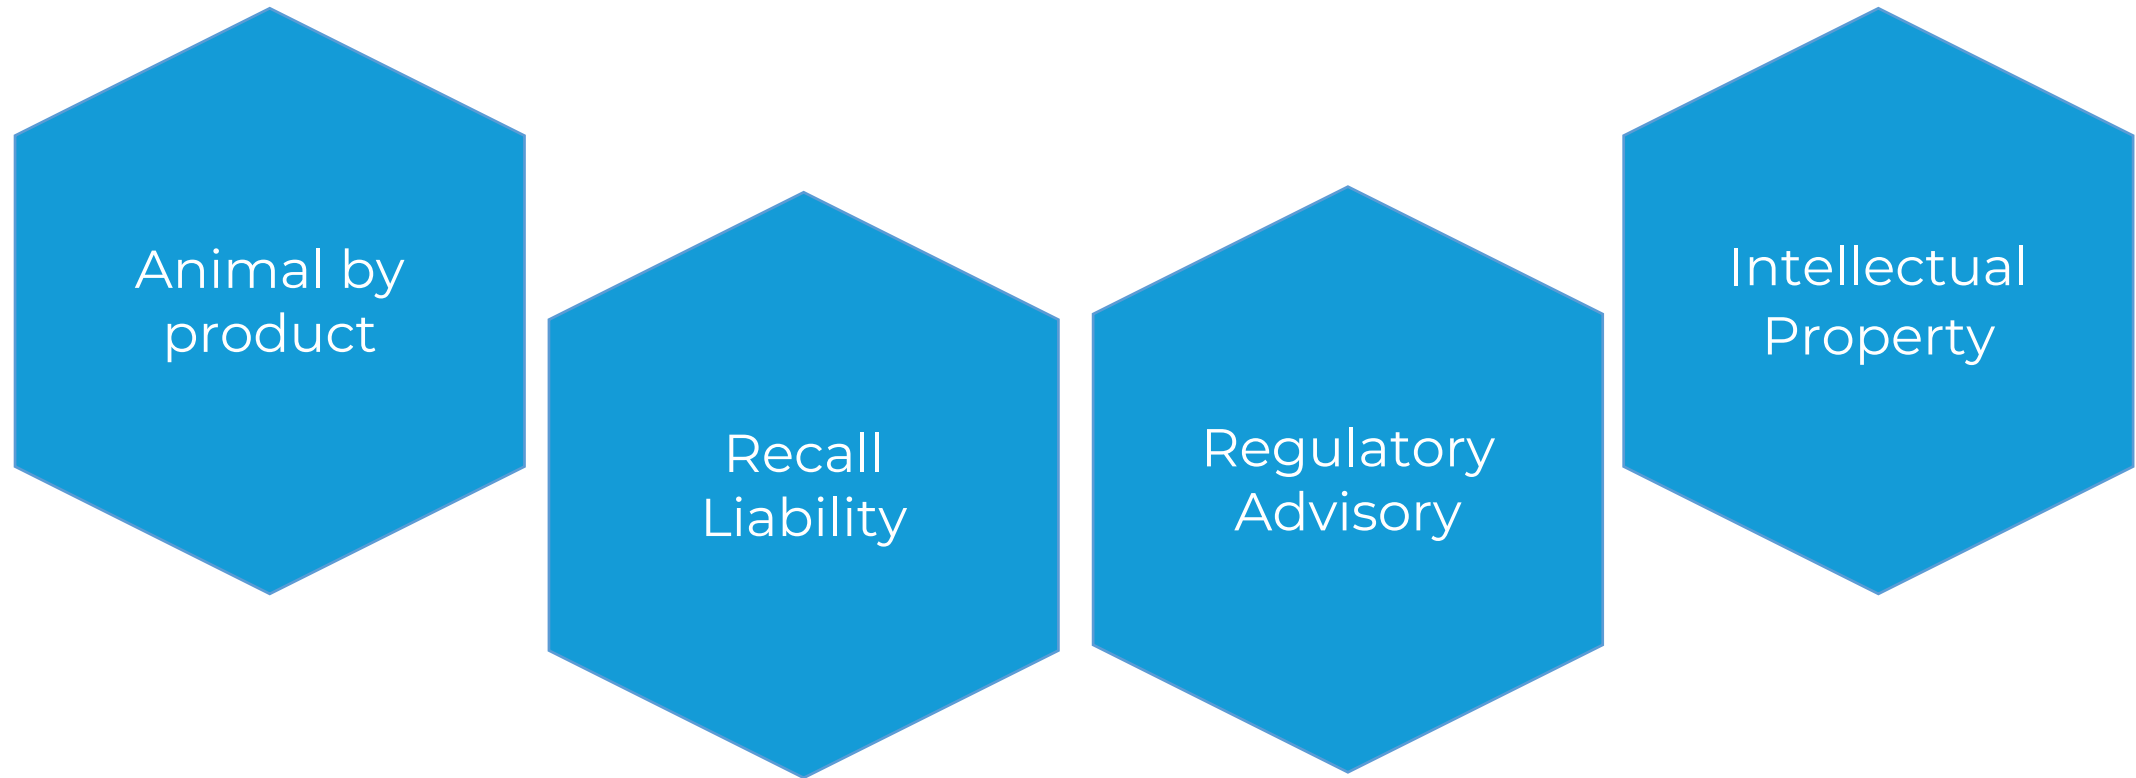 Animal by
product
Recall
Liability
Regulatory
Advisory
Intellectual
Property